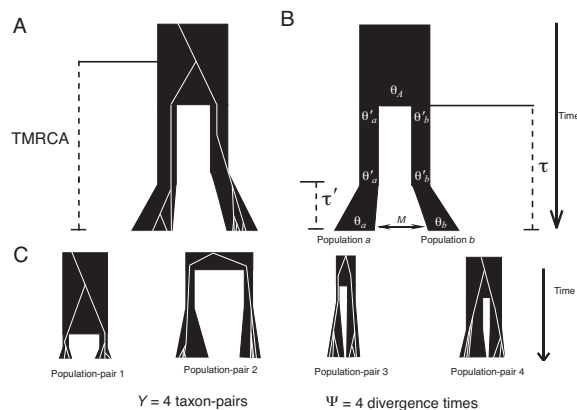 A
B
TMRCA
θA
θ'a θ'b
Time
θ'a θ'b
τ
τ'
θa M θb
Population a Population b
C
Time
Population-pair 1 Population-pair 2 Population-pair 3 Population-pair 4
Y = 4 taxon-pairs Ψ = 4 divergence times